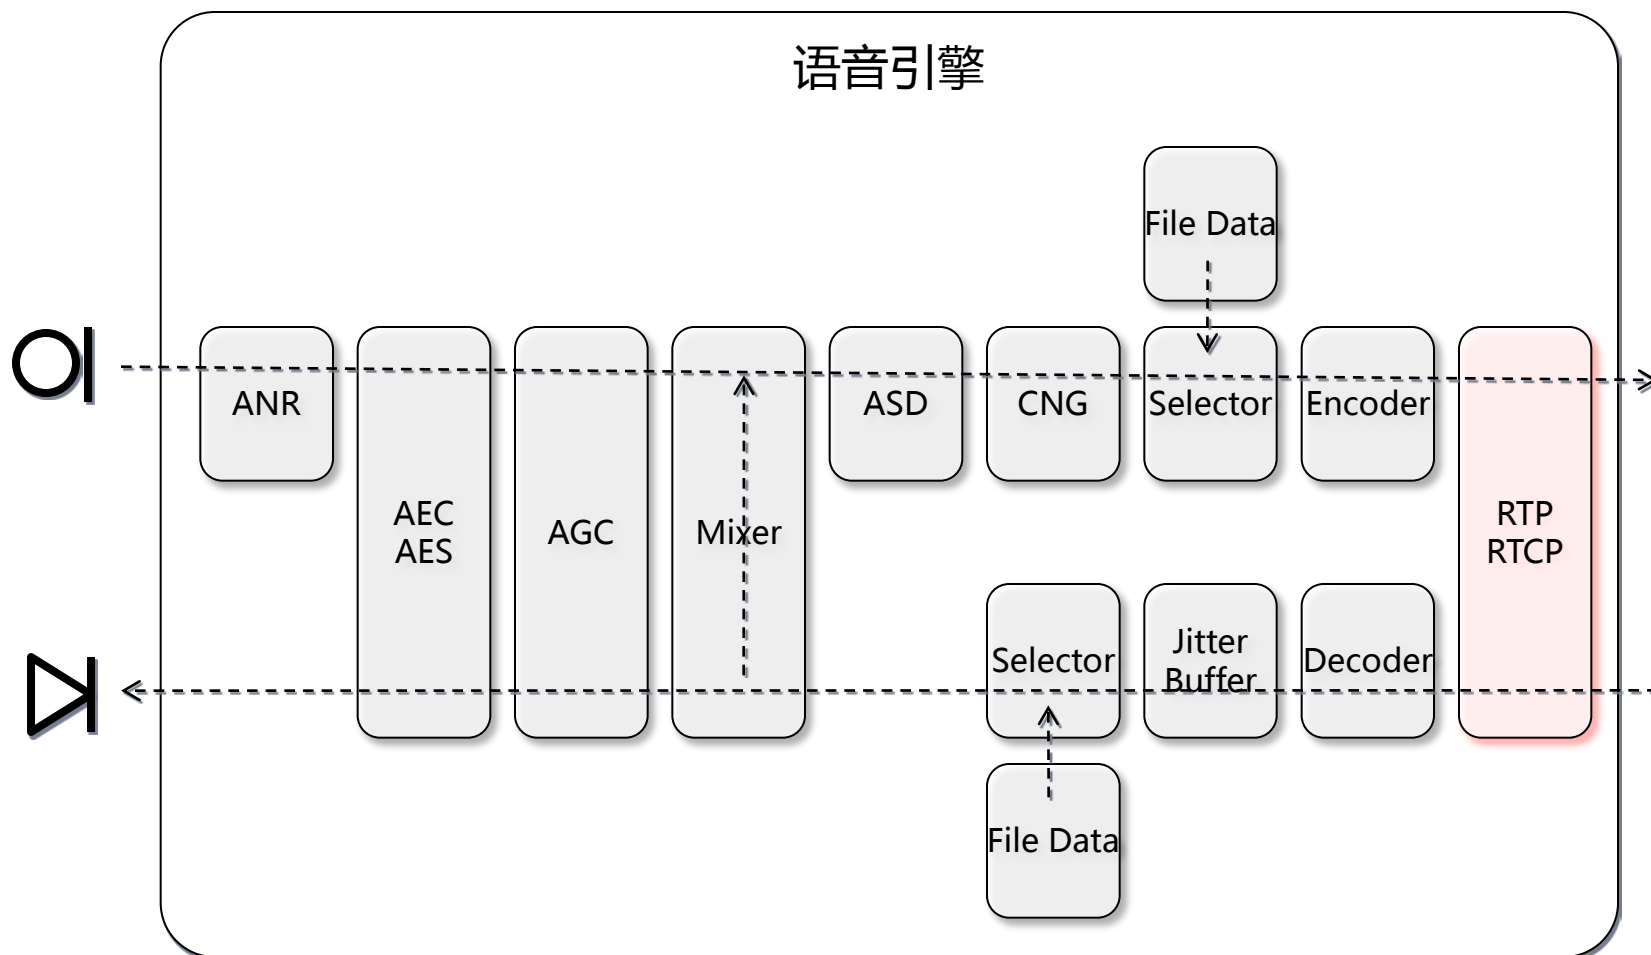 语音引擎
File Data
ANR
AEC
AES
AGC
Mixer
ASD
CNG
Selector
Encoder
RTP
RTCP
Selector
Jitter
Buffer
Decoder
File Data